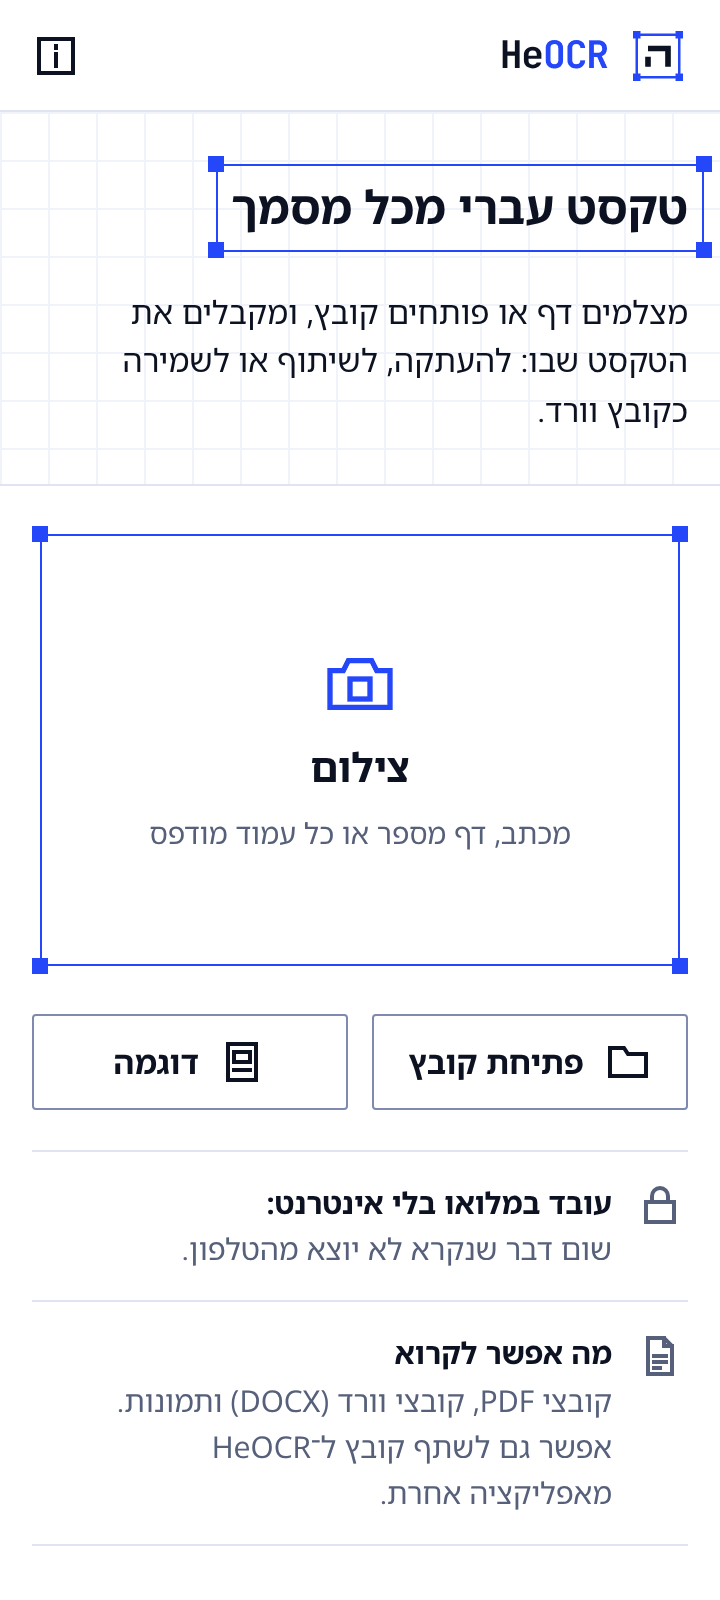 HeOCR
ה
טקסט עברי מכל מסמך
מצלמים דף או פותחים קובץ, ומקבלים את
הטקסט שבו: להעתקה, לשיתוף או לשמירה
כקובץ וורד.
צילום
מכתב, דף מספר או כל עמוד מודפס
פתיחת קובץ
דוגמה
עובד במלואו בלי אינטרנט:
שום דבר שנקרא לא יוצא מהטלפון.
מה אפשר לקרוא
קובצי PDF, קובצי וורד (DOCX) ותמונות.
אפשר גם לשתף קובץ ל־HeOCR
מאפליקציה אחרת.